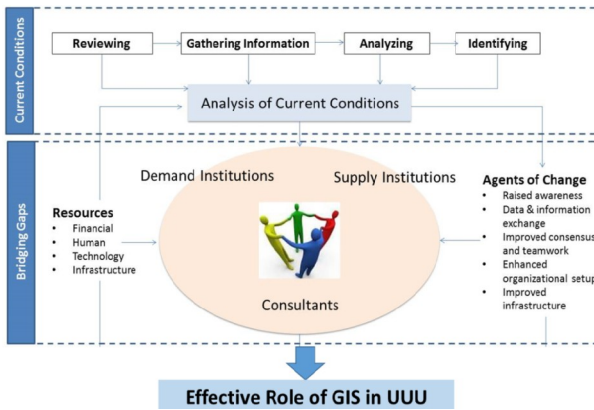 Current Conditions
Reviewing
Gathering Information
Analyzing
Identifying
Analysis of Current Conditions
Bridging Gaps
Demand Institutions
Supply Institutions
Consultants
Resources
• Financial
• Human
• Technology
• Infrastructure
Agents of Change
• Raised awareness
• Data & information
exchange
• Improved consensus
and teamwork
• Enhanced
organizational setup
• Improved
infrastructure
Effective Role of GIS in UUU